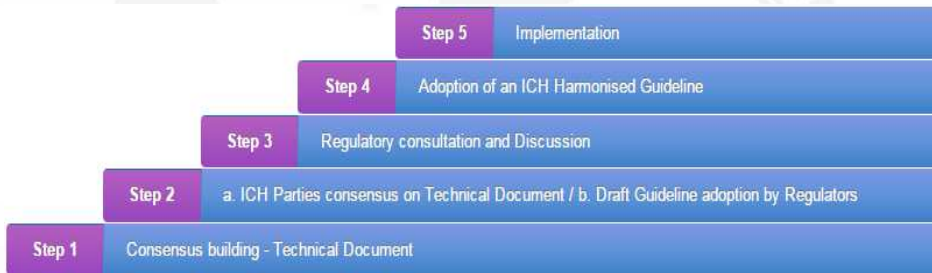 Step 5 Implementation
Step 4 Adoption of an ICH Harmonised Guideline
Step 3 Regulatory consultation and Discussion
Step 2 a. ICH Parties consensus on Technical Document / b. Draft Guideline adoption by Regulators
Step 1 Consensus building - Technical Document